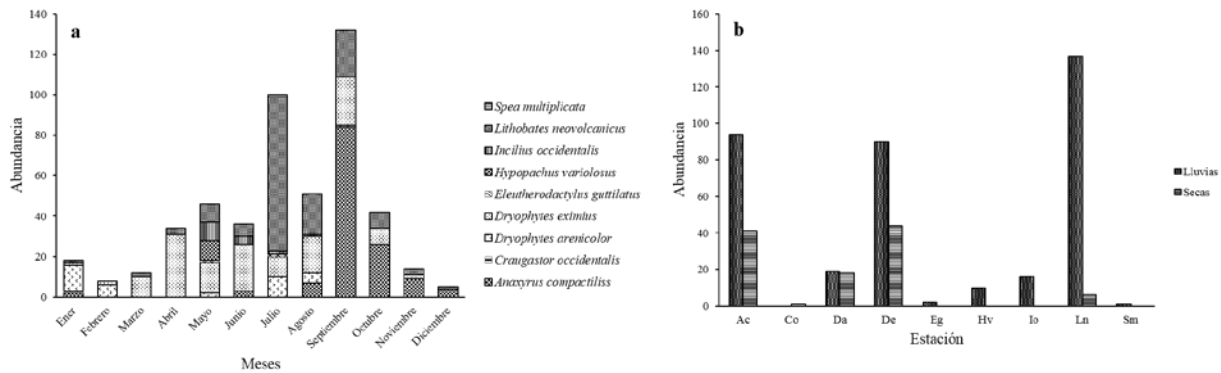 a
140
120
100
80
60
40
20
0
Abundancia
Ener
Febrero
Marzo
Abril
Mayo
Junio
Julio
Agosto
Septiembre
Octubre
Noviembre
Diciembre
Meses
Spea multiplicata
Lithobates neovolcanicus
Incilius occidentalis
Hypopachus variolosus
Eleutherodactylus guttilatus
Dryophytes eximius
Dryophytes arenicolor
Craugastor occidentalis
Anaxyrus compactiliss
b
160
140
120
100
80
60
40
20
0
Abundancia
Ac
Co
Da
De
Eg
Hv
Io
Ln
Sm
Estación
Lluvias
Secas